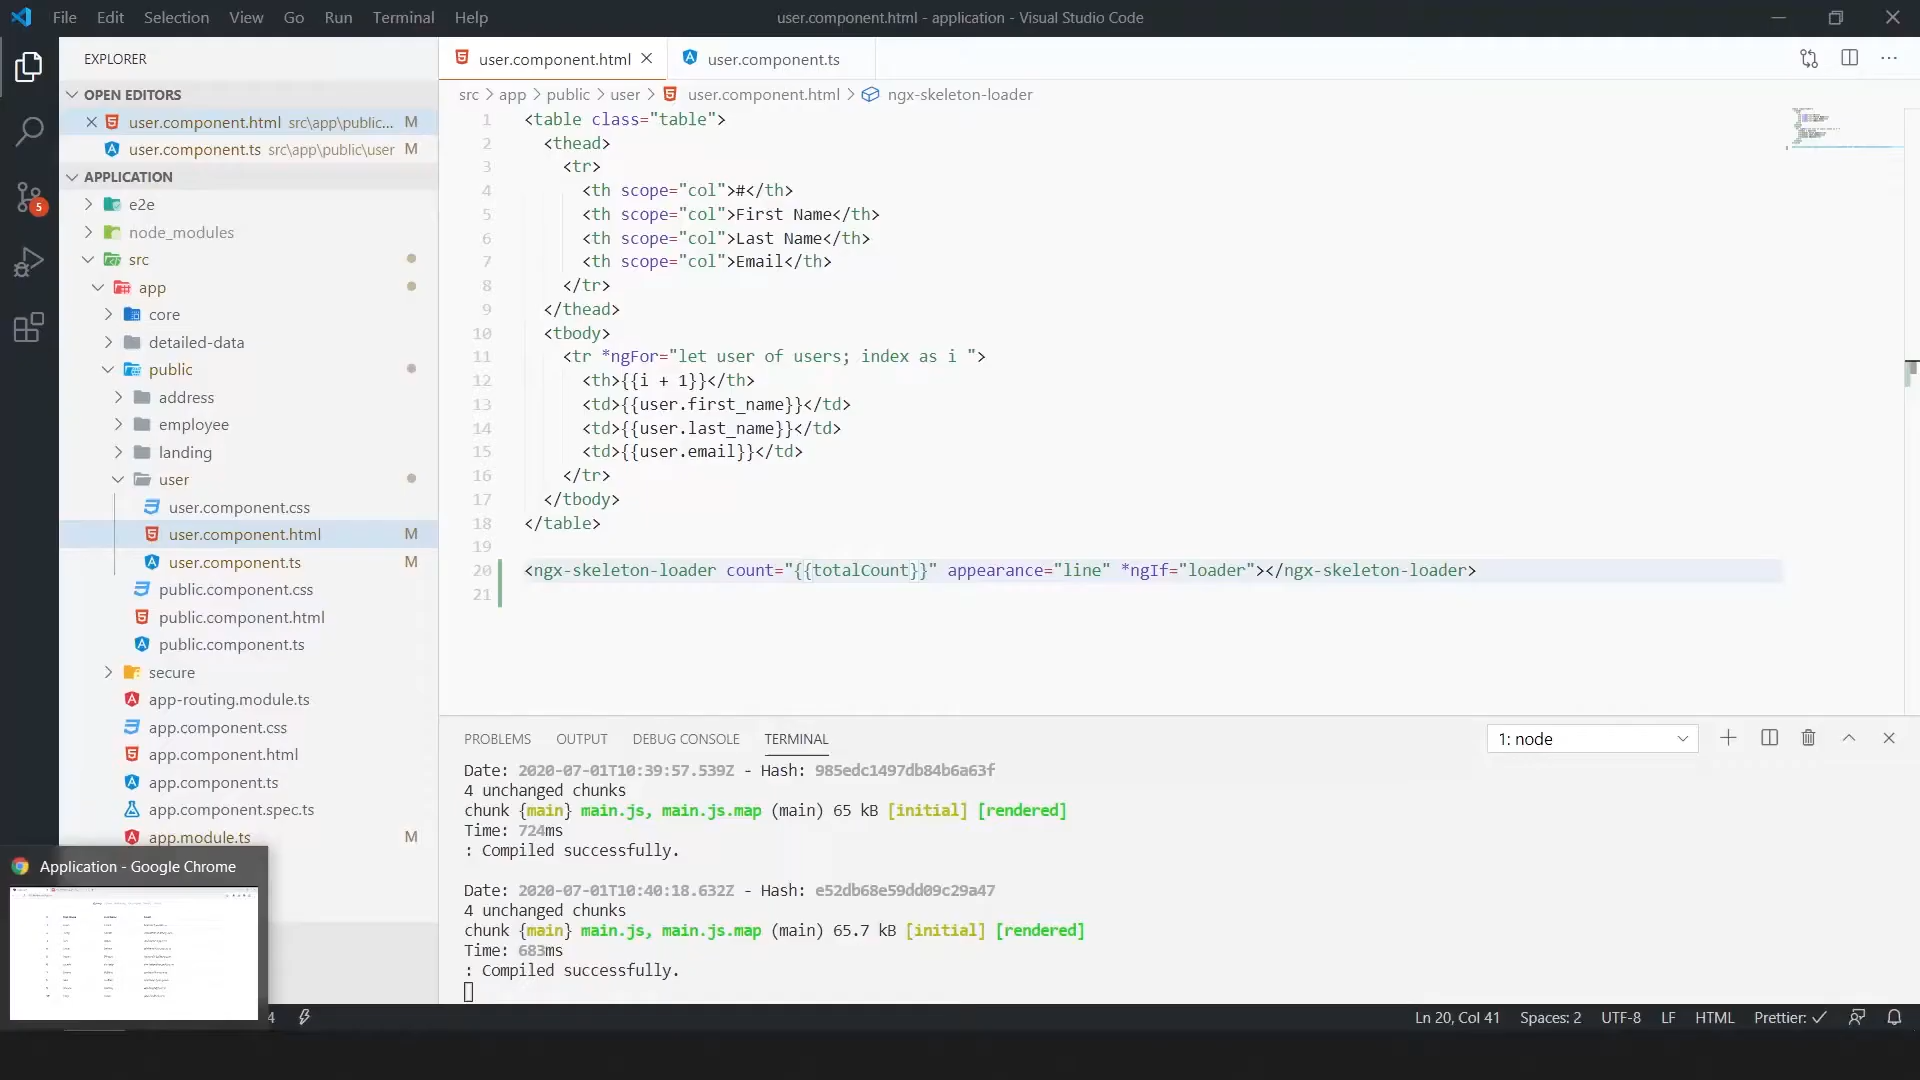 File Edit Selection View Go Run Terminal Help
user.component.html - application - Visual Studio Code
EXPLORER
OPEN EDITORS
user.component.html src\app\public... M
user.component.ts src\app\public\user M
APPLICATION
e2e
node_modules
src
app
core
detailed-data
public
address
employee
landing
user
user.component.css
user.component.html M
user.component.ts M
public.component.css
public.component.html
public.component.ts
secure
app-routing.module.ts
app.component.css
app.component.html
app.component.ts
app.component.spec.ts
app.module.ts M
5
Application - Google Chrome
user.component.html
user.component.ts
src > app > public > user > user.component.html > ngx-skeleton-loader
1 <table class="table">
2 <thead>
3 <tr>
4 <th scope="col">#</th>
5 <th scope="col">First Name</th>
6 <th scope="col">Last Name</th>
7 <th scope="col">Email</th>
8 </tr>
9 </thead>
10 <tbody>
11 <tr *ngFor="let user of users; index as i ">
12 <th>{{i + 1}}</th>
13 <td>{{user.first_name}}</td>
14 <td>{{user.last_name}}</td>
15 <td>{{user.email}}</td>
16 </tr>
17 </tbody>
18 </table>
19
20 <ngx-skeleton-loader count="{{totalCount}}" appearance="line" *ngIf="loader"></ngx-skeleton-loader>
21
PROBLEMS OUTPUT DEBUG CONSOLE TERMINAL
1: node
Date: 2020-07-01T10:39:57.539Z - Hash: 985edc1497db84b6a63f
4 unchanged chunks
chunk {main} main.js, main.js.map (main) 65 kB [initial] [rendered]
Time: 724ms
: Compiled successfully.
Date: 2020-07-01T10:40:18.632Z - Hash: e52db68e59dd09c29a47
4 unchanged chunks
chunk {main} main.js, main.js.map (main) 65.7 kB [initial] [rendered]
Time: 683ms
: Compiled successfully.
4
Ln 20, Col 41 Spaces: 2 UTF-8 LF HTML Prettier: ✓